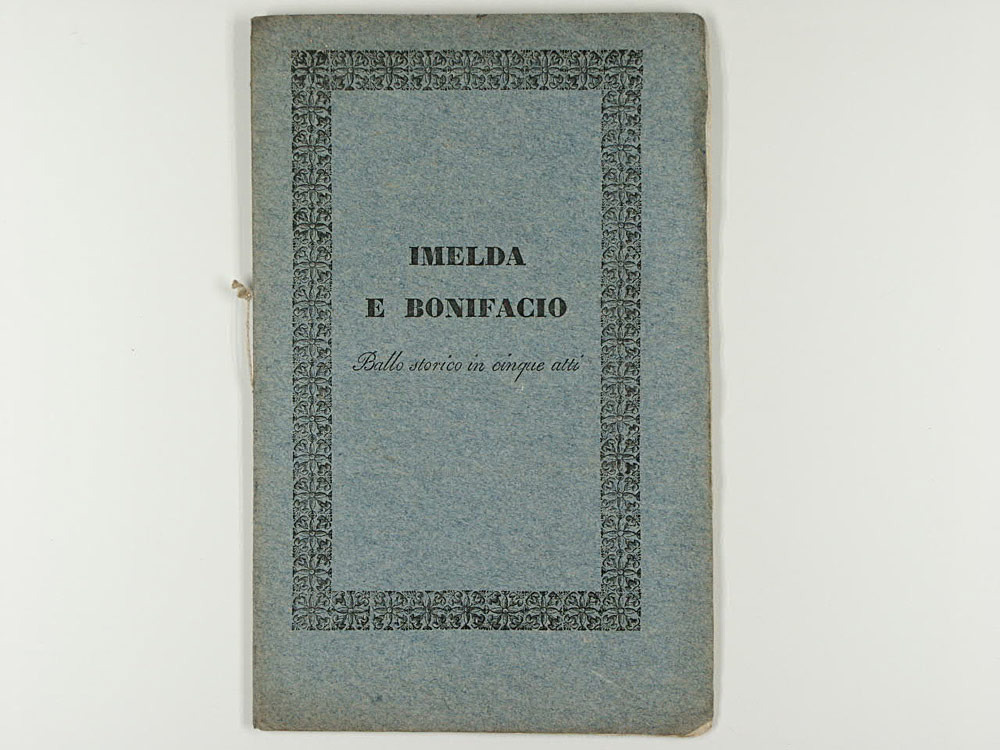 IMELDA
E BONIFACIO
Ballo storico in cinque atti